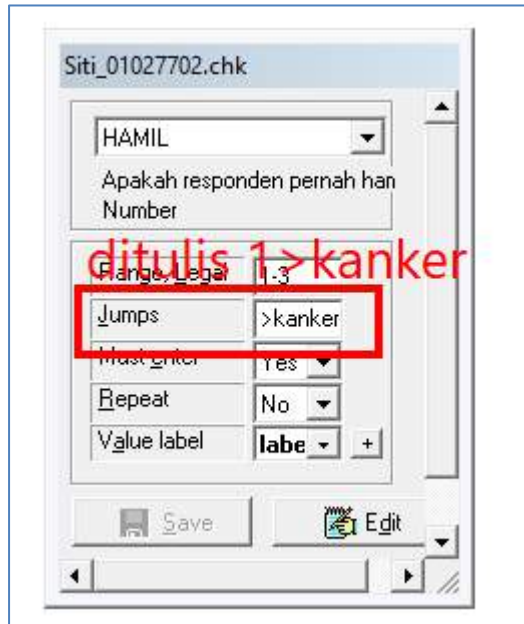 Siti_01027702.chk
HAMIL
Apakah responden pernah han
Number
ditulis 1>kanker
Range, Legal 1-3
Jumps >kanker
Must enter Yes
Repeat No
Value label labe +
Save Edit